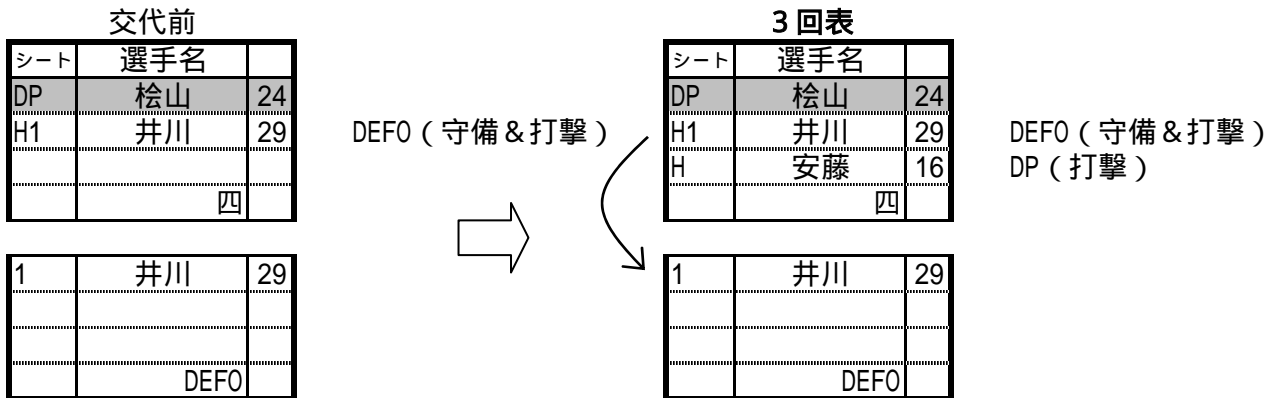 交代前
シート 選手名
DP 桧山 24
H1 井川 29
四
1 井川 29
DEFO
DEFO(守備&打撃)
3回表
シート 選手名
DP 桧山 24
H1 井川 29
H 安藤 16
四
1 井川 29
DEFO
DEFO(守備&打撃)
DP(打撃)